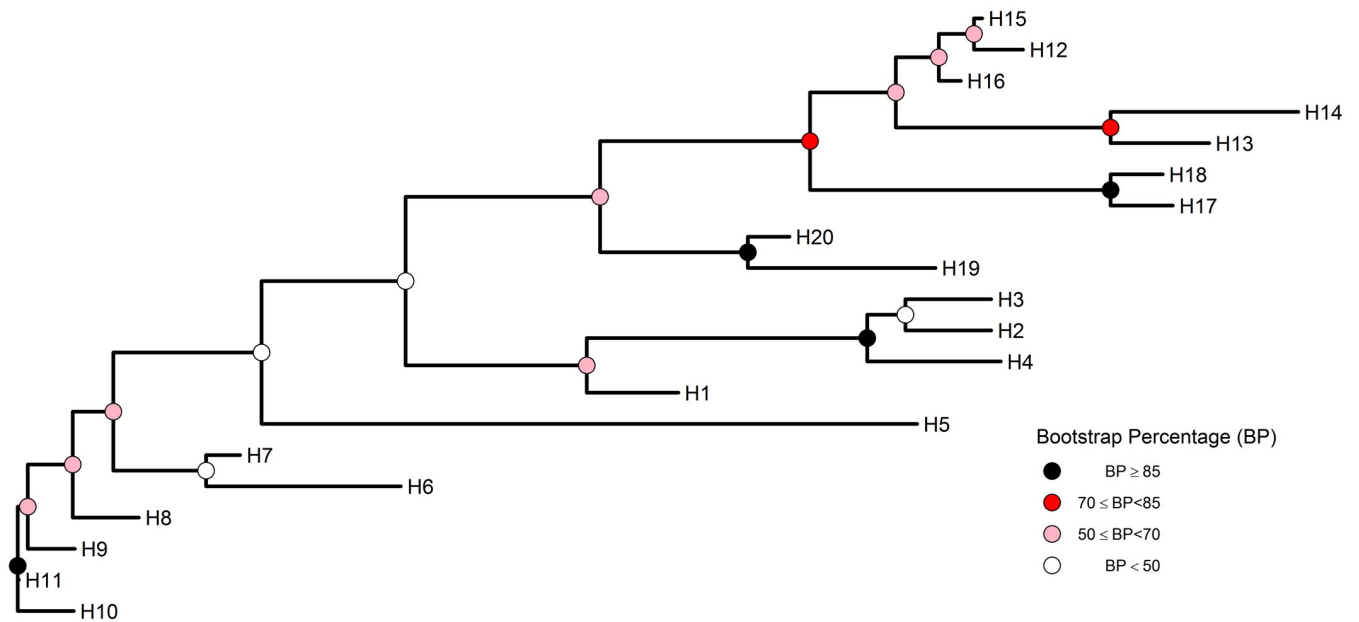 H15
H12
H16
H14
H13
H18
H17
H20
H19
H3
H2
H4
H1
H5
H7
H6
H8
H9
H11
H10
Bootstrap Percentage (BP)
BP ≥ 85
70 ≤ BP<85
50 ≤ BP<70
BP < 50